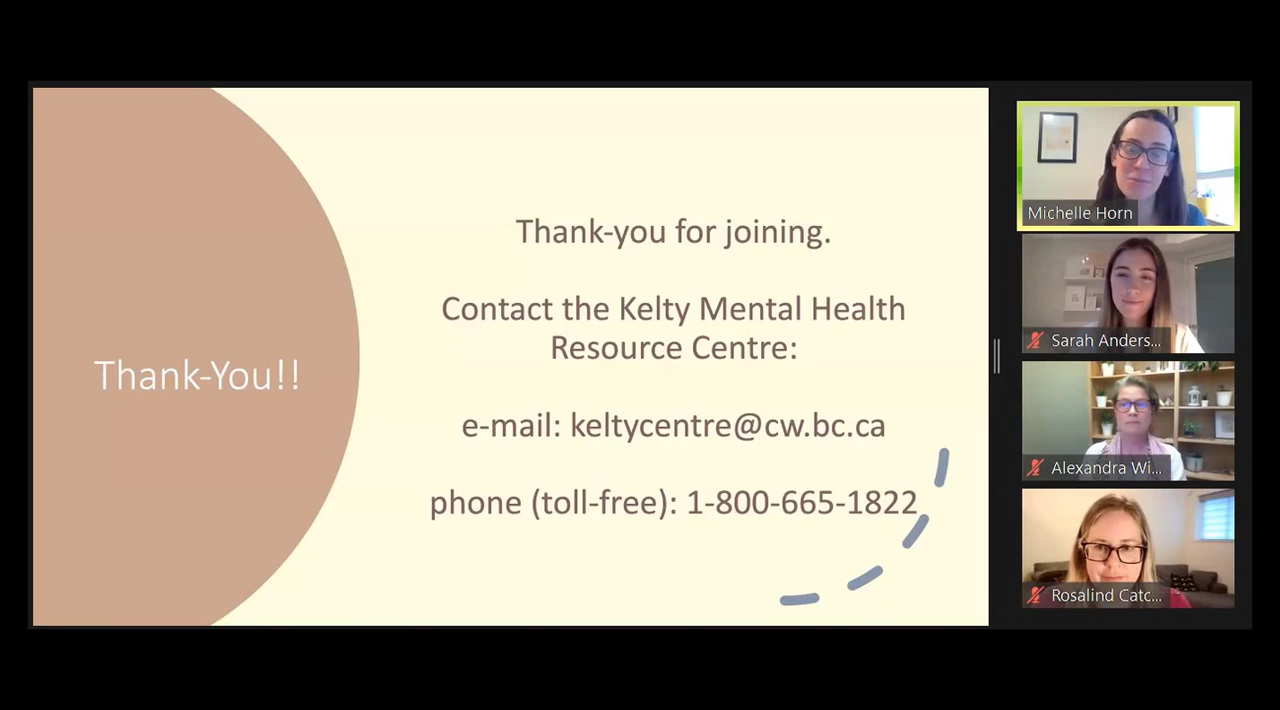 Thank-You!!
Thank-you for joining.
Contact the Kelty Mental Health
Resource Centre:
e-mail: keltycentre@cw.bc.ca
phone (toll-free): 1-800-665-1822
Michelle Horn
Sarah Anders...
Alexandra Wi...
Rosalind Catc...